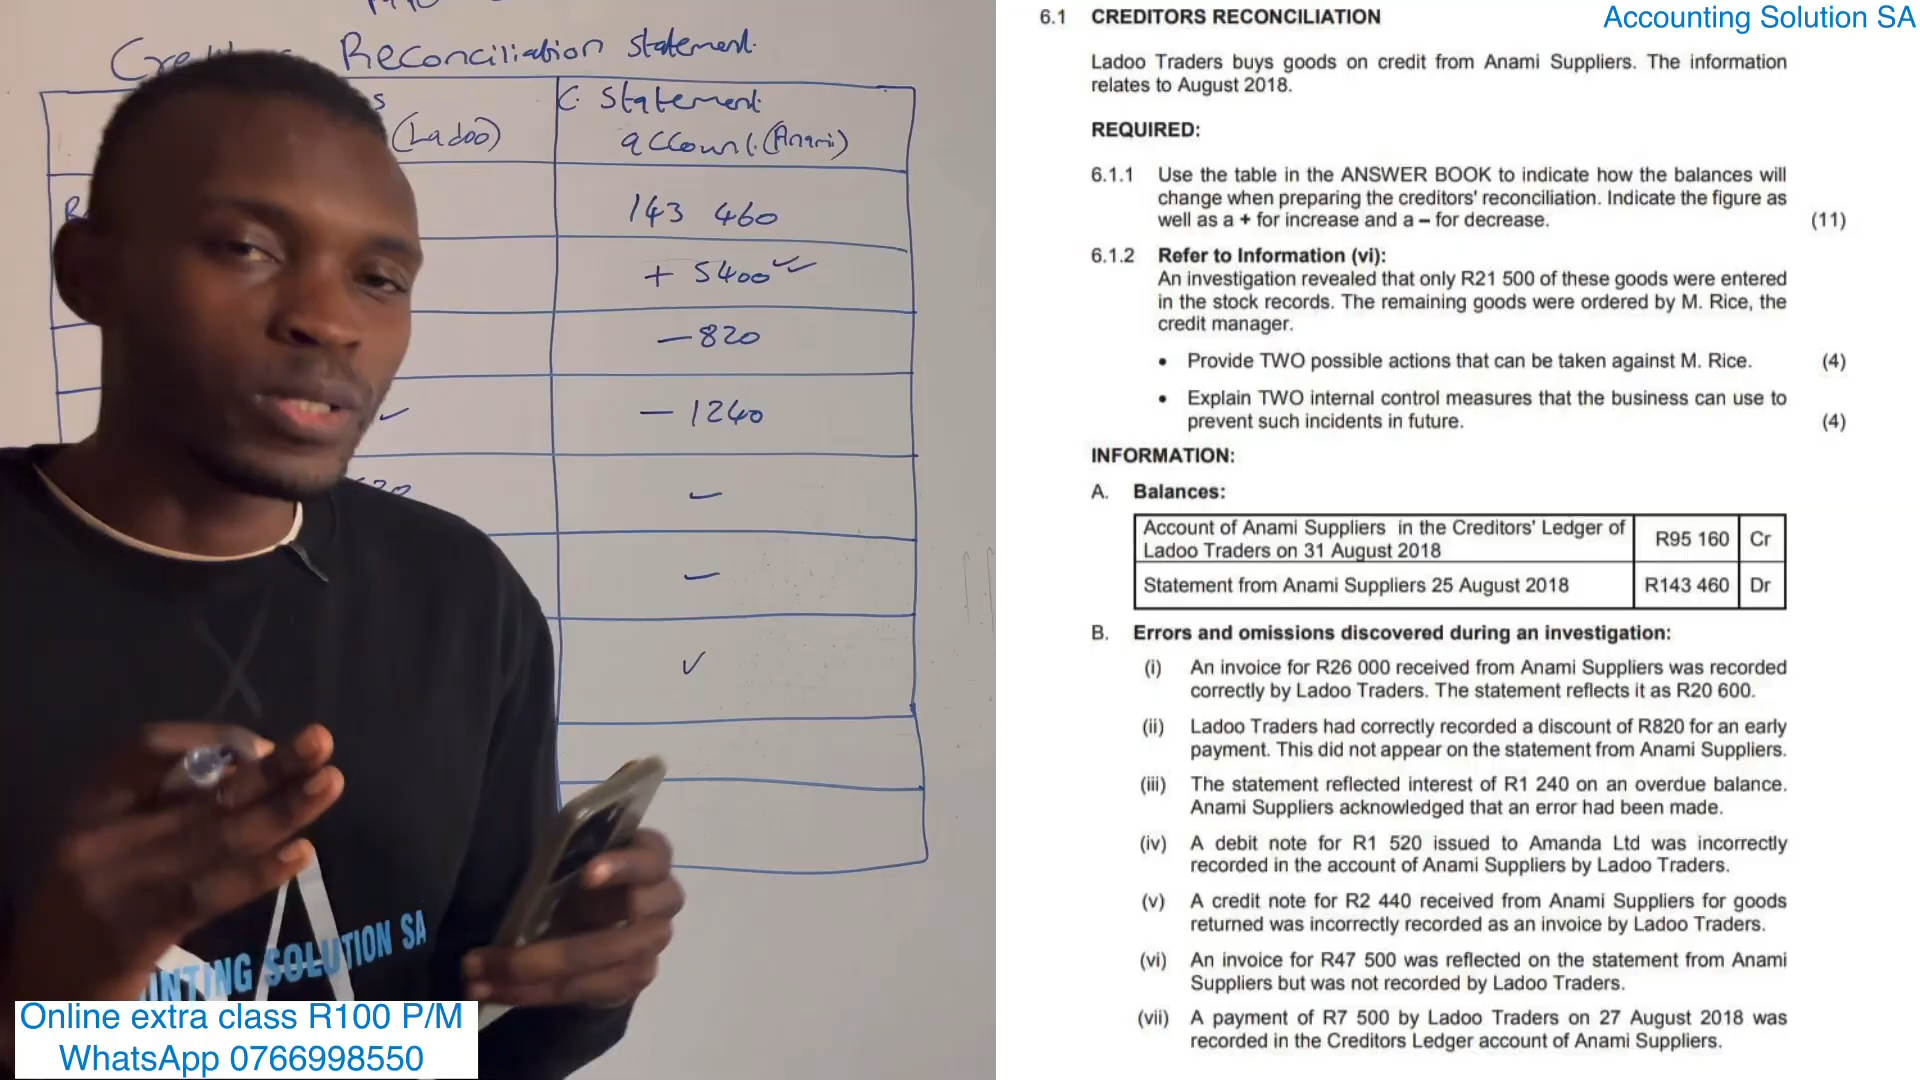 Reconciliation statement.
s C. Statement
(Ladoo) account.(Anami)
143 460
+ 5400 ✓✓
— 820
✓ — 1240
–
–
✓
ACCOUNTING SOLUTION SA
Online extra class R100 P/M
WhatsApp 0766998550
Accounting Solution SA
6.1 CREDITORS RECONCILIATION
Ladoo Traders buys goods on credit from Anami Suppliers. The information
relates to August 2018.
REQUIRED:
6.1.1 Use the table in the ANSWER BOOK to indicate how the balances will
change when preparing the creditors' reconciliation. Indicate the figure as
well as a + for increase and a – for decrease. (11)
6.1.2 Refer to Information (vi):
An investigation revealed that only R21 500 of these goods were entered
in the stock records. The remaining goods were ordered by M. Rice, the
credit manager.
• Provide TWO possible actions that can be taken against M. Rice. (4)
• Explain TWO internal control measures that the business can use to
prevent such incidents in future. (4)
INFORMATION:
A. Balances:
Account of Anami Suppliers in the Creditors' Ledger of
Ladoo Traders on 31 August 2018 R95 160 Cr
Statement from Anami Suppliers 25 August 2018 R143 460 Dr
B. Errors and omissions discovered during an investigation:
(i) An invoice for R26 000 received from Anami Suppliers was recorded
correctly by Ladoo Traders. The statement reflects it as R20 600.
(ii) Ladoo Traders had correctly recorded a discount of R820 for an early
payment. This did not appear on the statement from Anami Suppliers.
(iii) The statement reflected interest of R1 240 on an overdue balance.
Anami Suppliers acknowledged that an error had been made.
(iv) A debit note for R1 520 issued to Amanda Ltd was incorrectly
recorded in the account of Anami Suppliers by Ladoo Traders.
(v) A credit note for R2 440 received from Anami Suppliers for goods
returned was incorrectly recorded as an invoice by Ladoo Traders.
(vi) An invoice for R47 500 was reflected on the statement from Anami
Suppliers but was not recorded by Ladoo Traders.
(vii) A payment of R7 500 by Ladoo Traders on 27 August 2018 was
recorded in the Creditors Ledger account of Anami Suppliers.